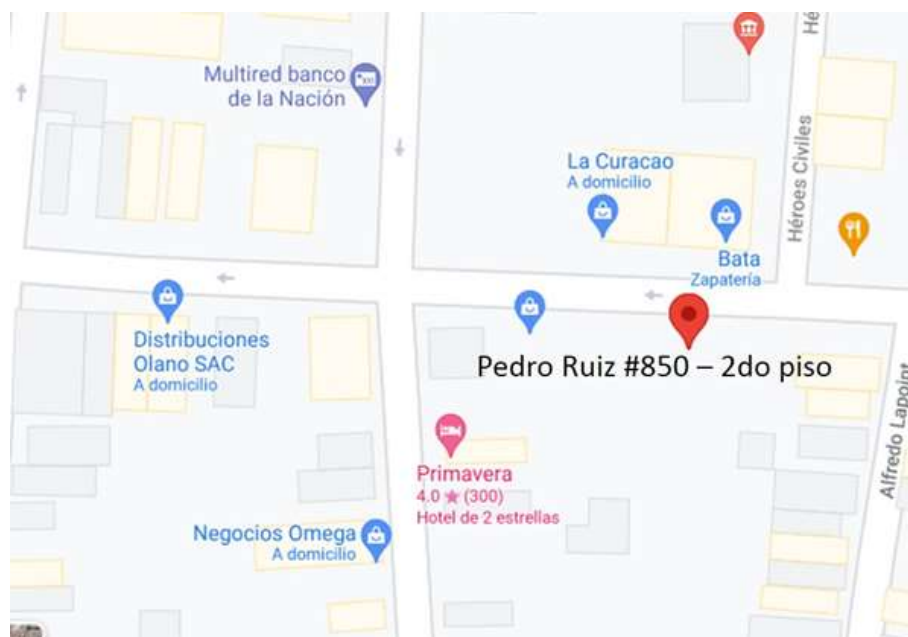 Hé
Multired banco
de la Nación
La Curacao
A domicilio
Héroes Civiles
Bata
Zapatería
Distribuciones
Olano SAC
A domicilio
Pedro Ruiz #850 – 2do piso
Alfredo Lapoint
Primavera
4.0 ★ (300)
Hotel de 2 estrellas
Negocios Omega
A domicilio